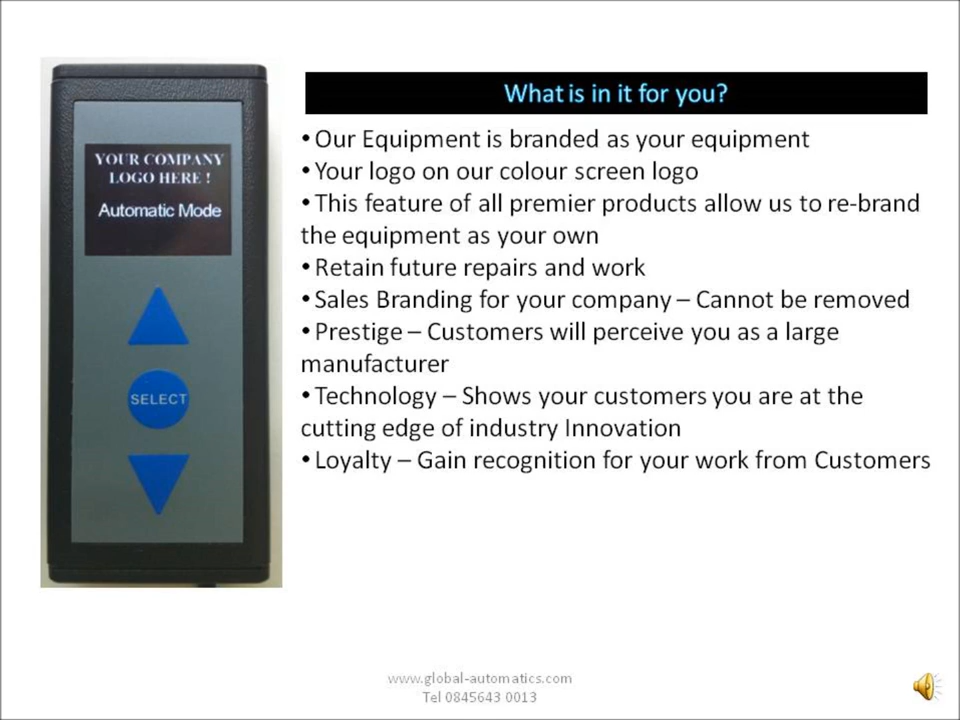 What is in it for you?
YOUR COMPANY
LOGO HERE !
Automatic Mode
SELECT
• Our Equipment is branded as your equipment
• Your logo on our colour screen logo
• This feature of all premier products allow us to re-brand
the equipment as your own
• Retain future repairs and work
• Sales Branding for your company – Cannot be removed
• Prestige – Customers will perceive you as a large
manufacturer
• Technology – Shows your customers you are at the
cutting edge of industry Innovation
• Loyalty – Gain recognition for your work from Customers
www.global-automatics.com
Tel 0845643 0013